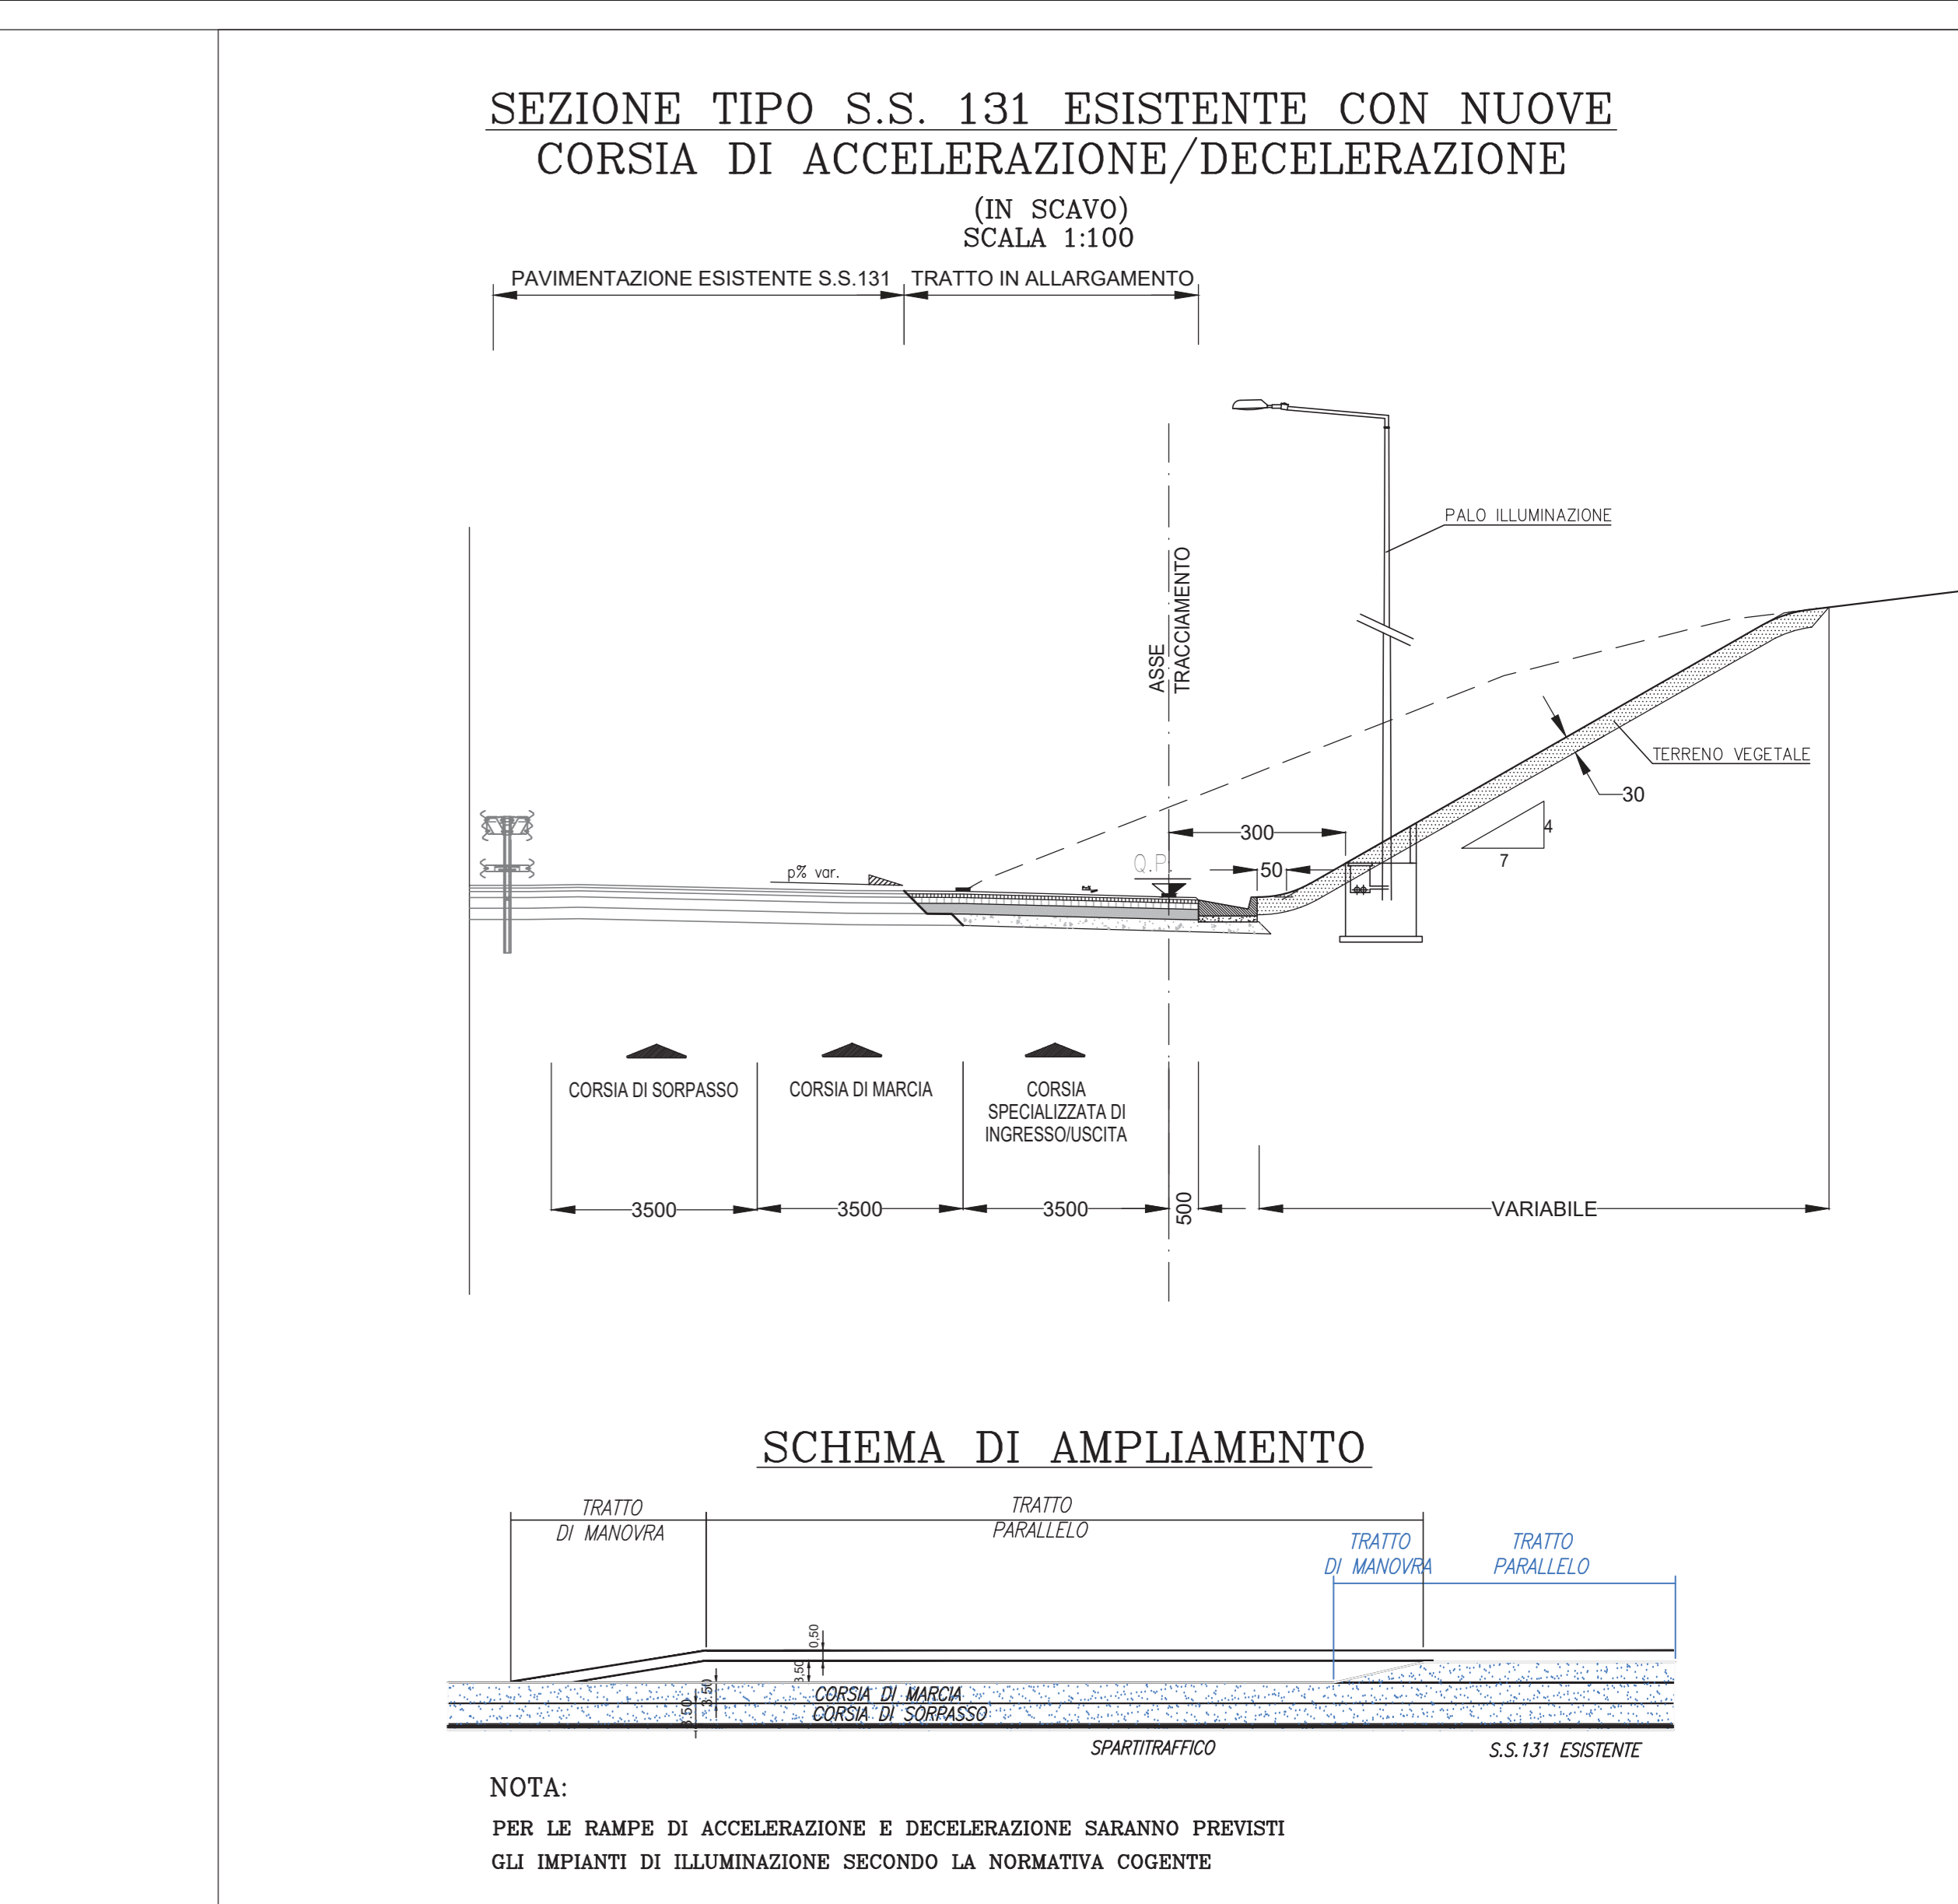 SEZIONE TIPO S.S. 131 ESISTENTE CON NUOVE
CORSIA DI ACCELERAZIONE/DECELERAZIONE
(IN SCAVO)
SCALA 1:100
PAVIMENTAZIONE ESISTENTE S.S.131
TRATTO IN ALLARGAMENTO
PALO ILLUMINAZIONE
ASSE
TRACCIAMENTO
TERRENO VEGETALE
30
4
7
300
Q.P.
50
p% var.
CORSIA DI SORPASSO
CORSIA DI MARCIA
CORSIA
SPECIALIZZATA DI
INGRESSO/USCITA
3500
3500
3500
500
VARIABILE
SCHEMA DI AMPLIAMENTO
TRATTO
DI MANOVRA
TRATTO
PARALLELO
TRATTO
DI MANOVRA
TRATTO
PARALLELO
0.50
3.50
3.50
3.50
CORSIA DI MARCIA
CORSIA DI SORPASSO
SPARTITRAFFICO
S.S.131 ESISTENTE
NOTA:
PER LE RAMPE DI ACCELERAZIONE E DECELERAZIONE SARANNO PREVISTI
GLI IMPIANTI DI ILLUMINAZIONE SECONDO LA NORMATIVA COGENTE